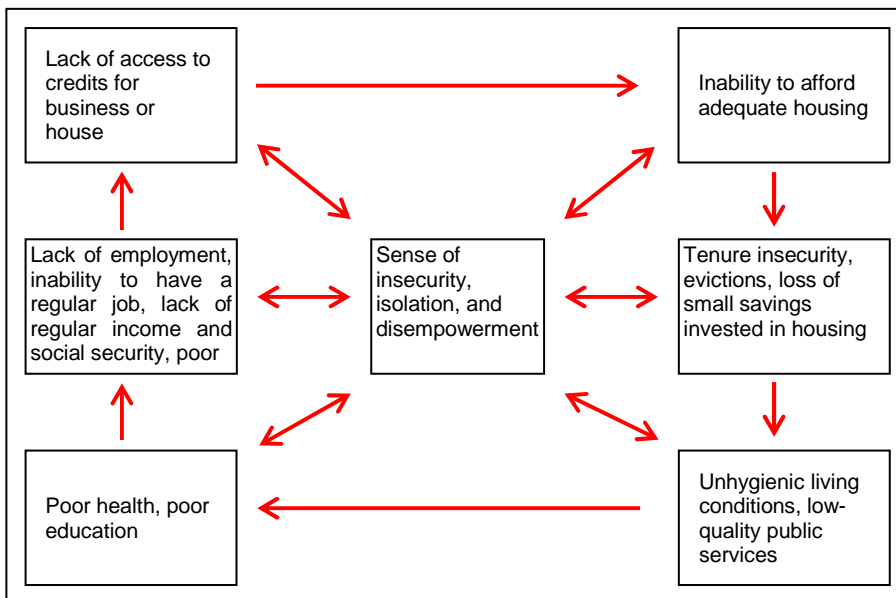 Lack of access to
credits for
business or
house
Inability to afford
adequate housing
Lack of employment,
inability to have a
regular job, lack of
regular income and
social security, poor
Sense of
insecurity,
isolation, and
disempowerment
Tenure insecurity,
evictions, loss of
small savings
invested in housing
Poor health, poor
education
Unhygienic living
conditions, low-
quality public
services